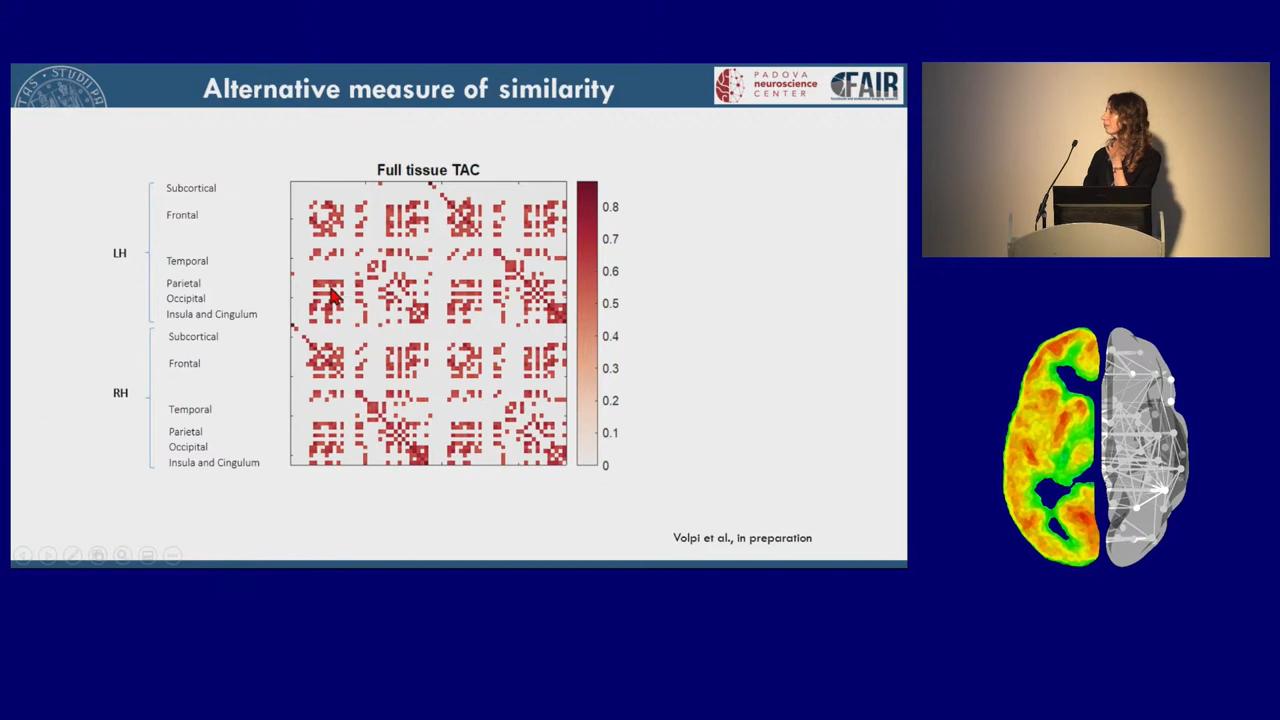 Alternative measure of similarity
PADOVA
neuroscience
CENTER
FAIR
Full tissue TAC
LH
Subcortical
Frontal
Temporal
Parietal
Occipital
Insula and Cingulum
RH
Subcortical
Frontal
Temporal
Parietal
Occipital
Insula and Cingulum
0.8
0.7
0.6
0.5
0.4
0.3
0.2
0.1
0
Volpi et al., in preparation